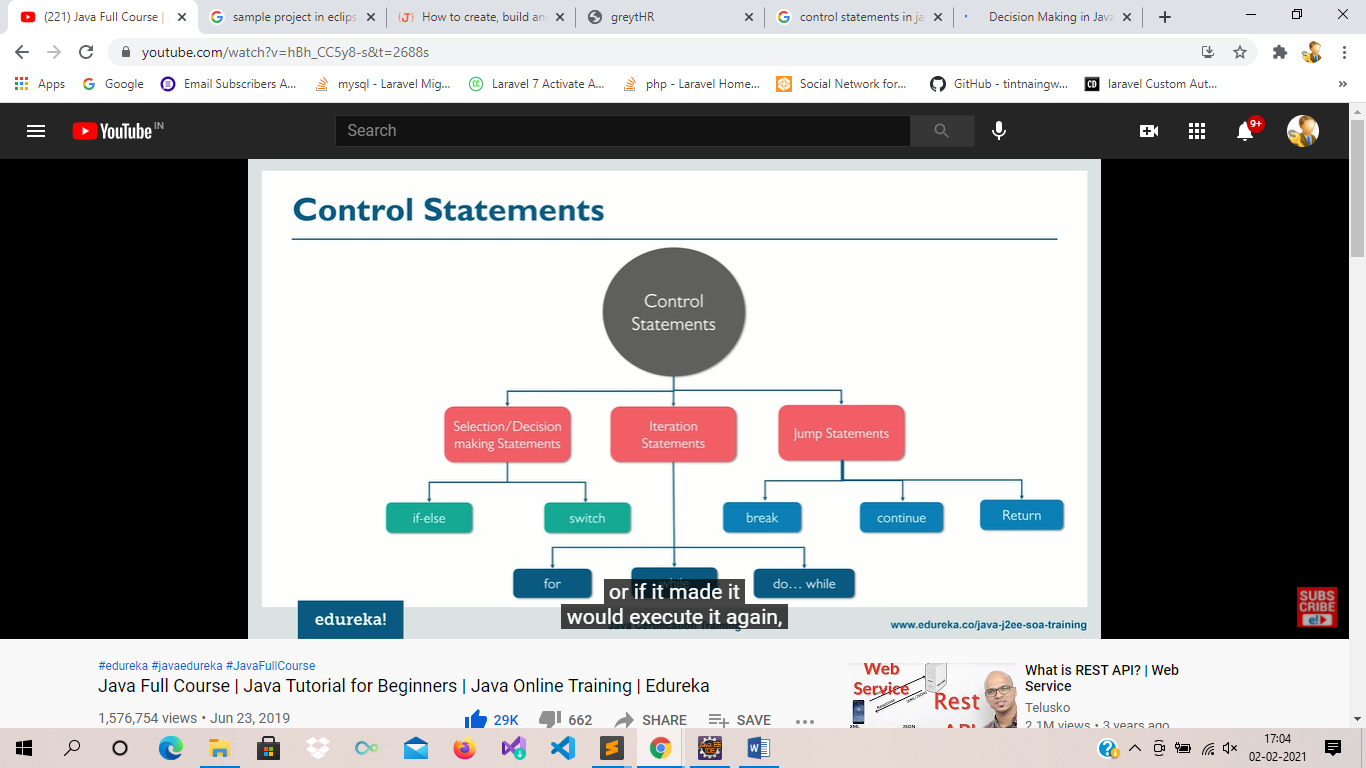 (221) Java Full Course |
sample project in eclips
How to create, build an
greytHR
control statements in ja
Decision Making in Java
youtube.com/watch?v=hBh_CC5y8-s&t=2688s
Apps
Google
Email Subscribers A...
mysql - Laravel Mig...
Laravel 7 Activate A...
php - Laravel Home...
Social Network for...
GitHub - tintnaingw...
laravel Custom Aut...
YouTube IN
Search
9+
Control Statements
Control
Statements
Selection/Decision
making Statements
Iteration
Statements
Jump Statements
if-else
switch
break
continue
Return
for
while
do... while
or if it made it
would execute it again,
edureka!
www.edureka.co/java-j2ee-soa-training
SUBS
CRIBE
e!
#edureka #javaedureka #JavaFullCourse
Java Full Course | Java Tutorial for Beginners | Java Online Training | Edureka
1,576,754 views • Jun 23, 2019
29K
662
SHARE
SAVE
Web
Service
Rest
What is REST API? | Web
Service
Telusko
2.1M views • 3 years ago
17:04
02-02-2021